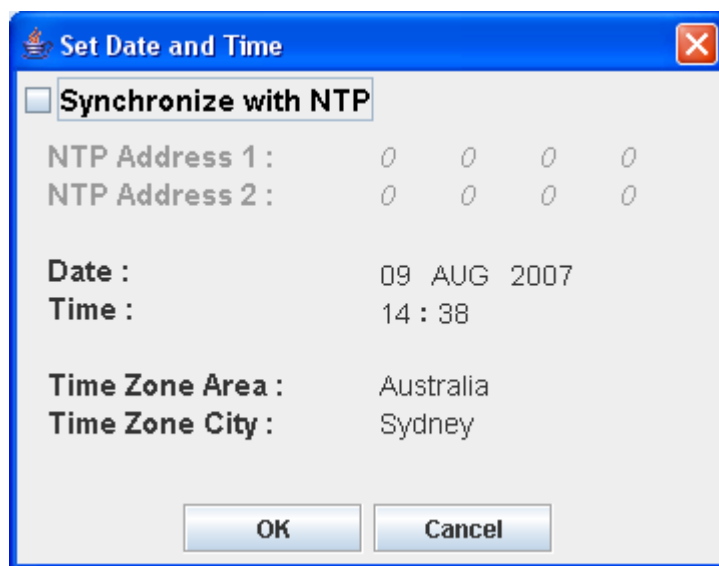 Set Date and Time
Synchronize with NTP
NTP Address 1 : 0 0 0 0
NTP Address 2 : 0 0 0 0
Date : 09 AUG 2007
Time : 14 : 38
Time Zone Area : Australia
Time Zone City : Sydney
OK Cancel